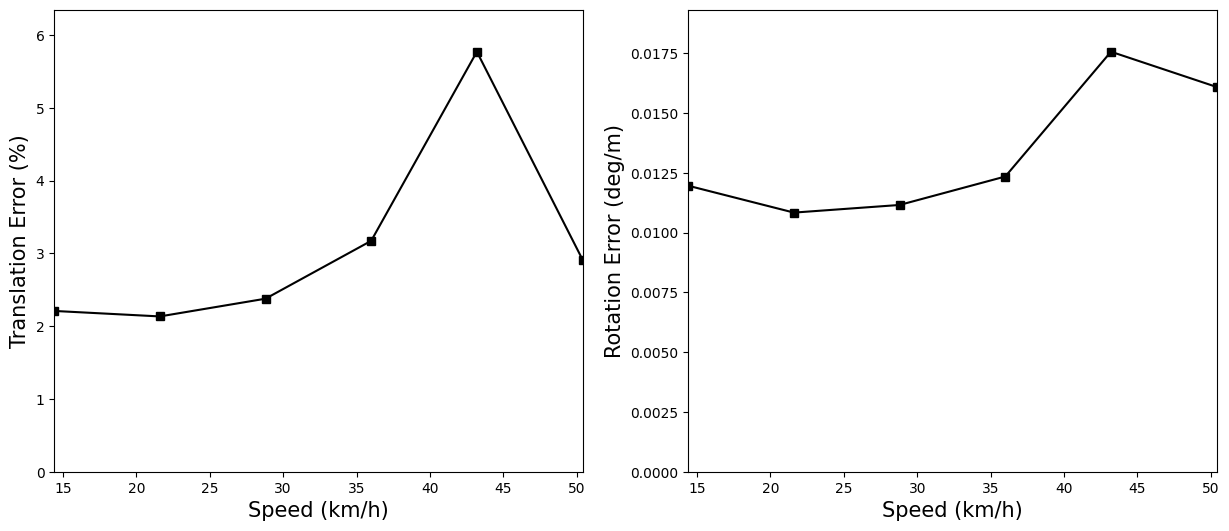 Translation Error (%)
6
5
4
3
2
1
0
15 20 25 30 35 40 45 50
Speed (km/h)
Rotation Error (deg/m)
0.0175
0.0150
0.0125
0.0100
0.0075
0.0050
0.0025
0.0000
15 20 25 30 35 40 45 50
Speed (km/h)